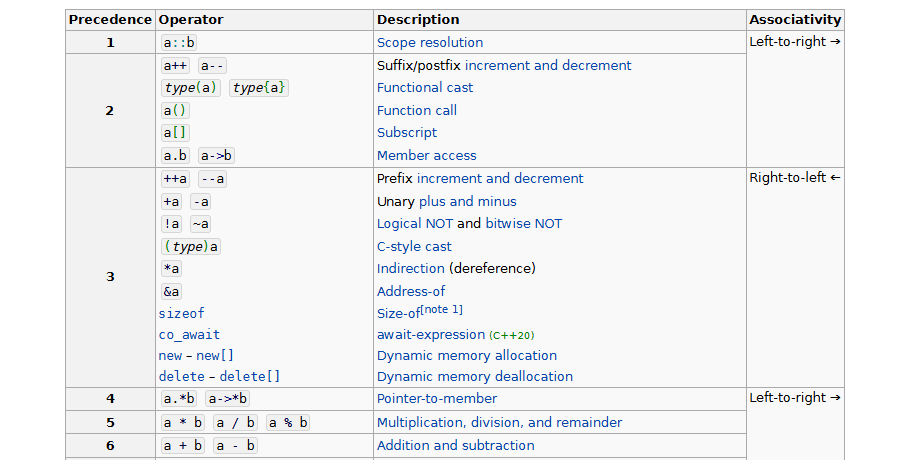 Precedence Operator Description Associativity
1 a::b Scope resolution Left-to-right →
2 a++ a-- Suffix/postfix increment and decrement
type(a) type{a} Functional cast
a() Function call
a[] Subscript
a.b a->b Member access
3 ++a --a Prefix increment and decrement Right-to-left ←
+a -a Unary plus and minus
!a ~a Logical NOT and bitwise NOT
(type)a C-style cast
*a Indirection (dereference)
&a Address-of
sizeof Size-of[note 1]
co_await await-expression (C++20)
new – new[] Dynamic memory allocation
delete – delete[] Dynamic memory deallocation
4 a.*b a->*b Pointer-to-member Left-to-right →
5 a * b a / b a % b Multiplication, division, and remainder
6 a + b a - b Addition and subtraction